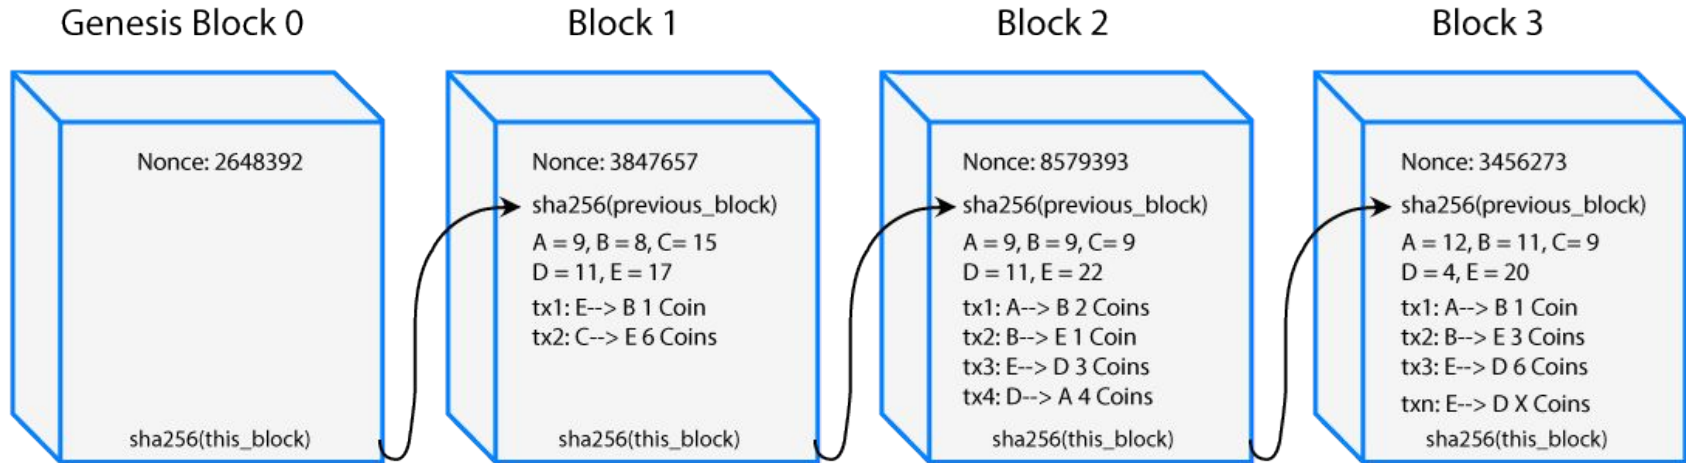 Genesis Block 0
Nonce: 2648392
sha256(this_block)
Block 1
Nonce: 3847657
sha256(previous_block)
A = 9, B = 8, C= 15
D = 11, E = 17
tx1: E--> B 1 Coin
tx2: C--> E 6 Coins
sha256(this_block)
Block 2
Nonce: 8579393
sha256(previous_block)
A = 9, B = 9, C= 9
D = 11, E = 22
tx1: A--> B 2 Coins
tx2: B--> E 1 Coin
tx3: E--> D 3 Coins
tx4: D--> A 4 Coins
sha256(this_block)
Block 3
Nonce: 3456273
sha256(previous_block)
A = 12, B = 11, C= 9
D = 4, E = 20
tx1: A--> B 1 Coin
tx2: B--> E 3 Coins
tx3: E--> D 6 Coins
txn: E--> D X Coins
sha256(this_block)